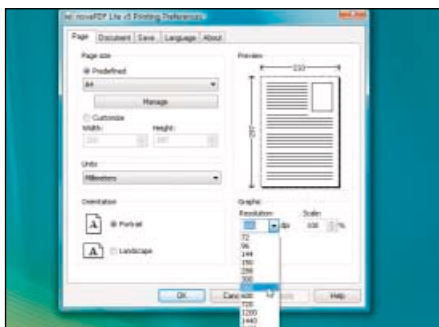 novaPDF Lite v5 Printing Preferences
Page Document Save Language About
Page size
Predefined
A4
Manage
Customize
Width: Height:
Units
Millimeters
Orientation
Portrait
Landscape
Preview
210
297
Graphic
Resolution: Scale:
dpi 100 %
72
96
144
150
300
600
720
1200
1440
OK Help